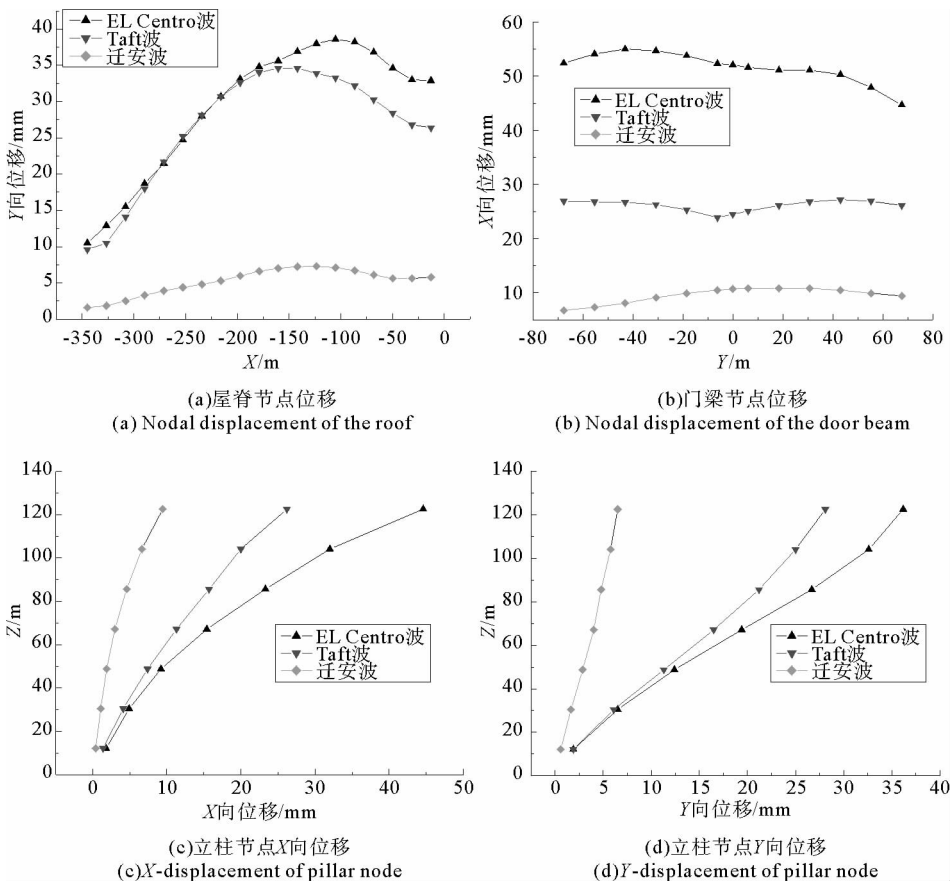 EL Centro波
Taft波
迁安波
40
35
30
25
20
15
10
5
0
Y向位移/mm
-350 -300 -250 -200 -150 -100 -50 0
X/m
(a)屋脊节点位移
(a) Nodal displacement of the roof
60
50
40
30
20
10
X向位移/mm
EL Centro波
Taft波
迁安波
-80 -60 -40 -20 0 20 40 60 80
Y/m
(b)门梁节点位移
(b) Nodal displacement of the door beam
140
120
100
80
60
40
20
0
Z/m
EL Centro波
Taft波
迁安波
0 10 20 30 40 50
X向位移/mm
(c)立柱节点X向位移
(c)X-displacement of pillar node
140
120
100
80
60
40
20
0
Z/m
EL Centro波
Taft波
迁安波
0 5 10 15 20 25 30 35 40
Y向位移/mm
(d)立柱节点Y向位移
(d)Y-displacement of pillar node